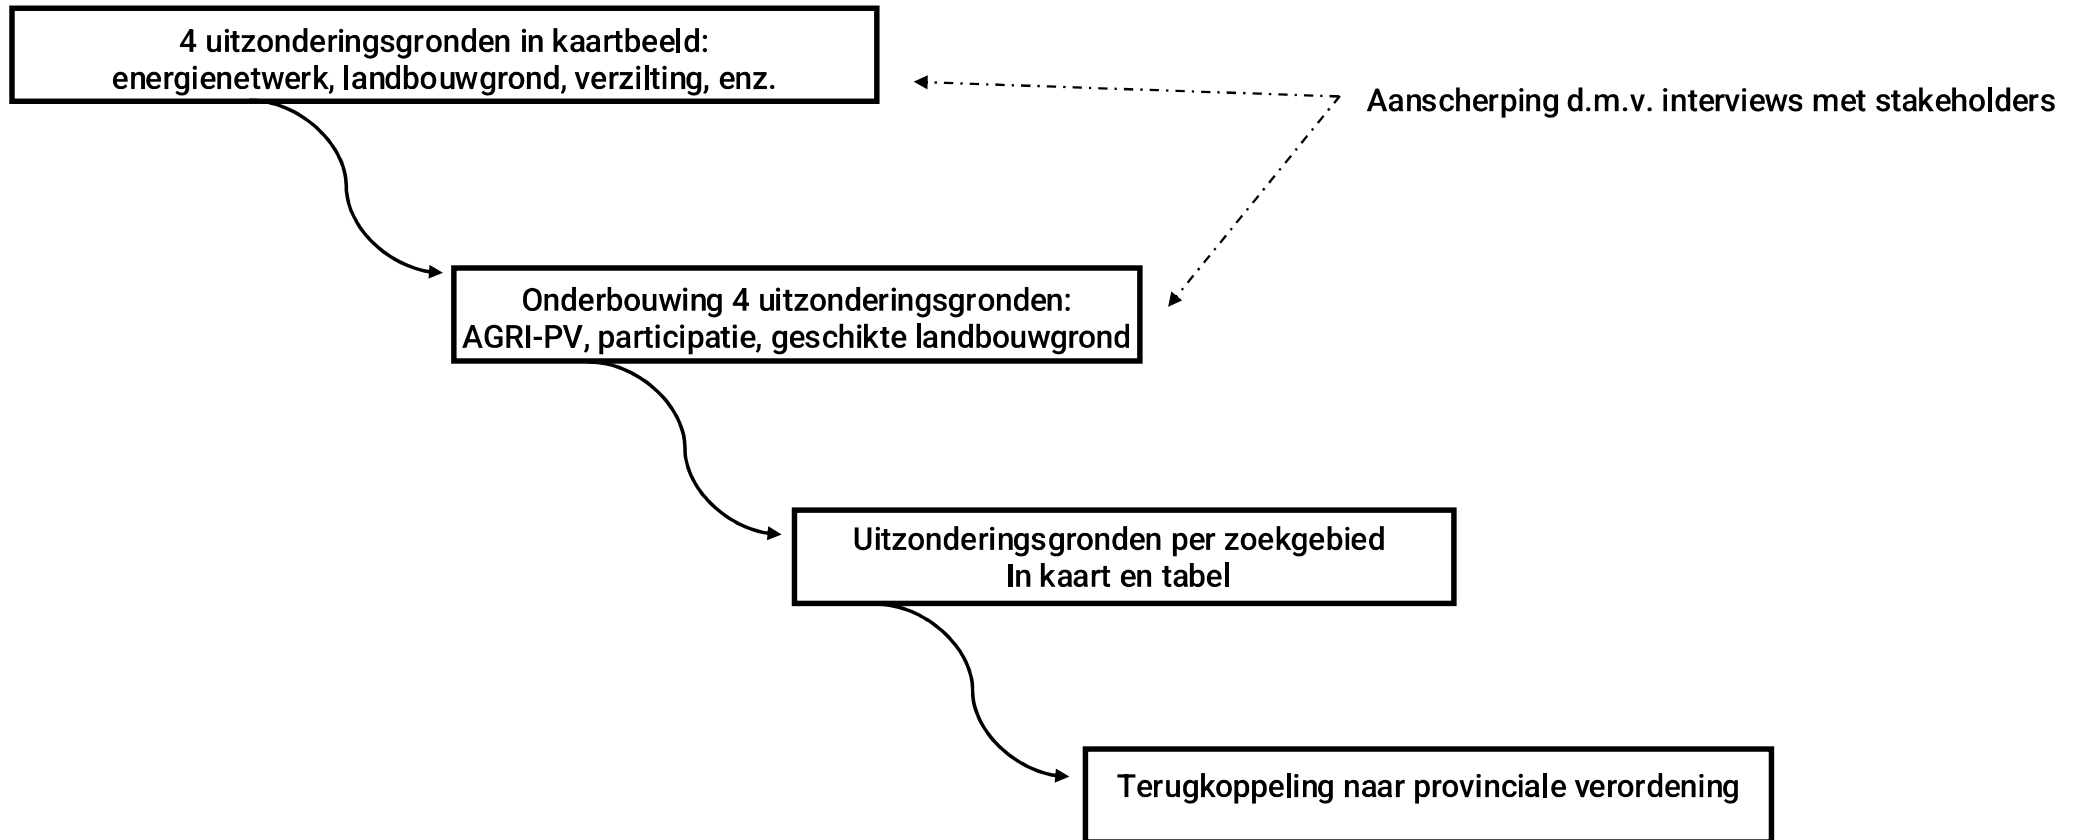 4 uitzonderingsgronden in kaartbeeld:
energienetwerk, landbouwgrond, verzilting, enz.
Aanscherping d.m.v. interviews met stakeholders
Onderbouwing 4 uitzonderingsgronden:
AGRI-PV, participatie, geschikte landbouwgrond
Uitzonderingsgronden per zoekgebied
In kaart en tabel
Terugkoppeling naar provinciale verordening